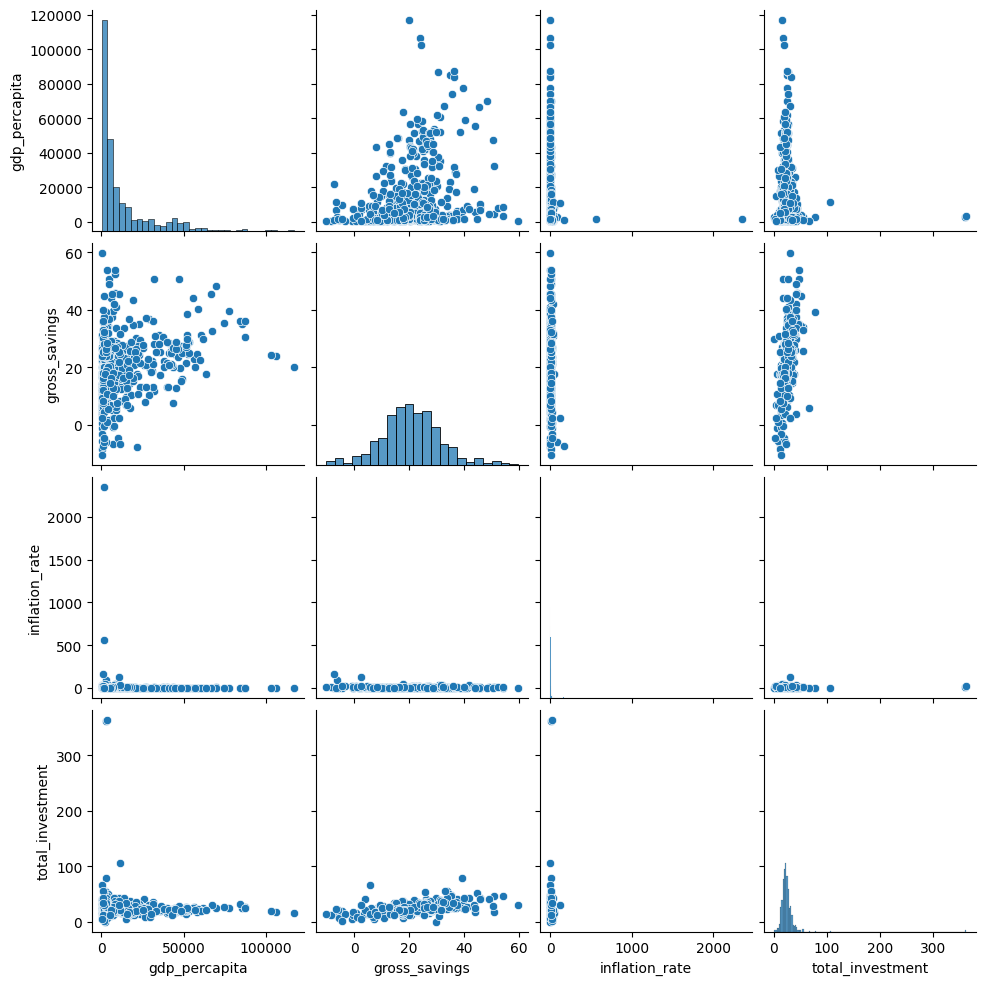 120000
100000
80000
60000
40000
20000
0
gdp_percapita
60
40
20
0
gross_savings
2000
1500
1000
500
0
inflation_rate
300
200
100
0
total_investment
0 50000 100000
gdp_percapita
0 20 40 60
gross_savings
0 1000 2000
inflation_rate
0 100 200 300
total_investment